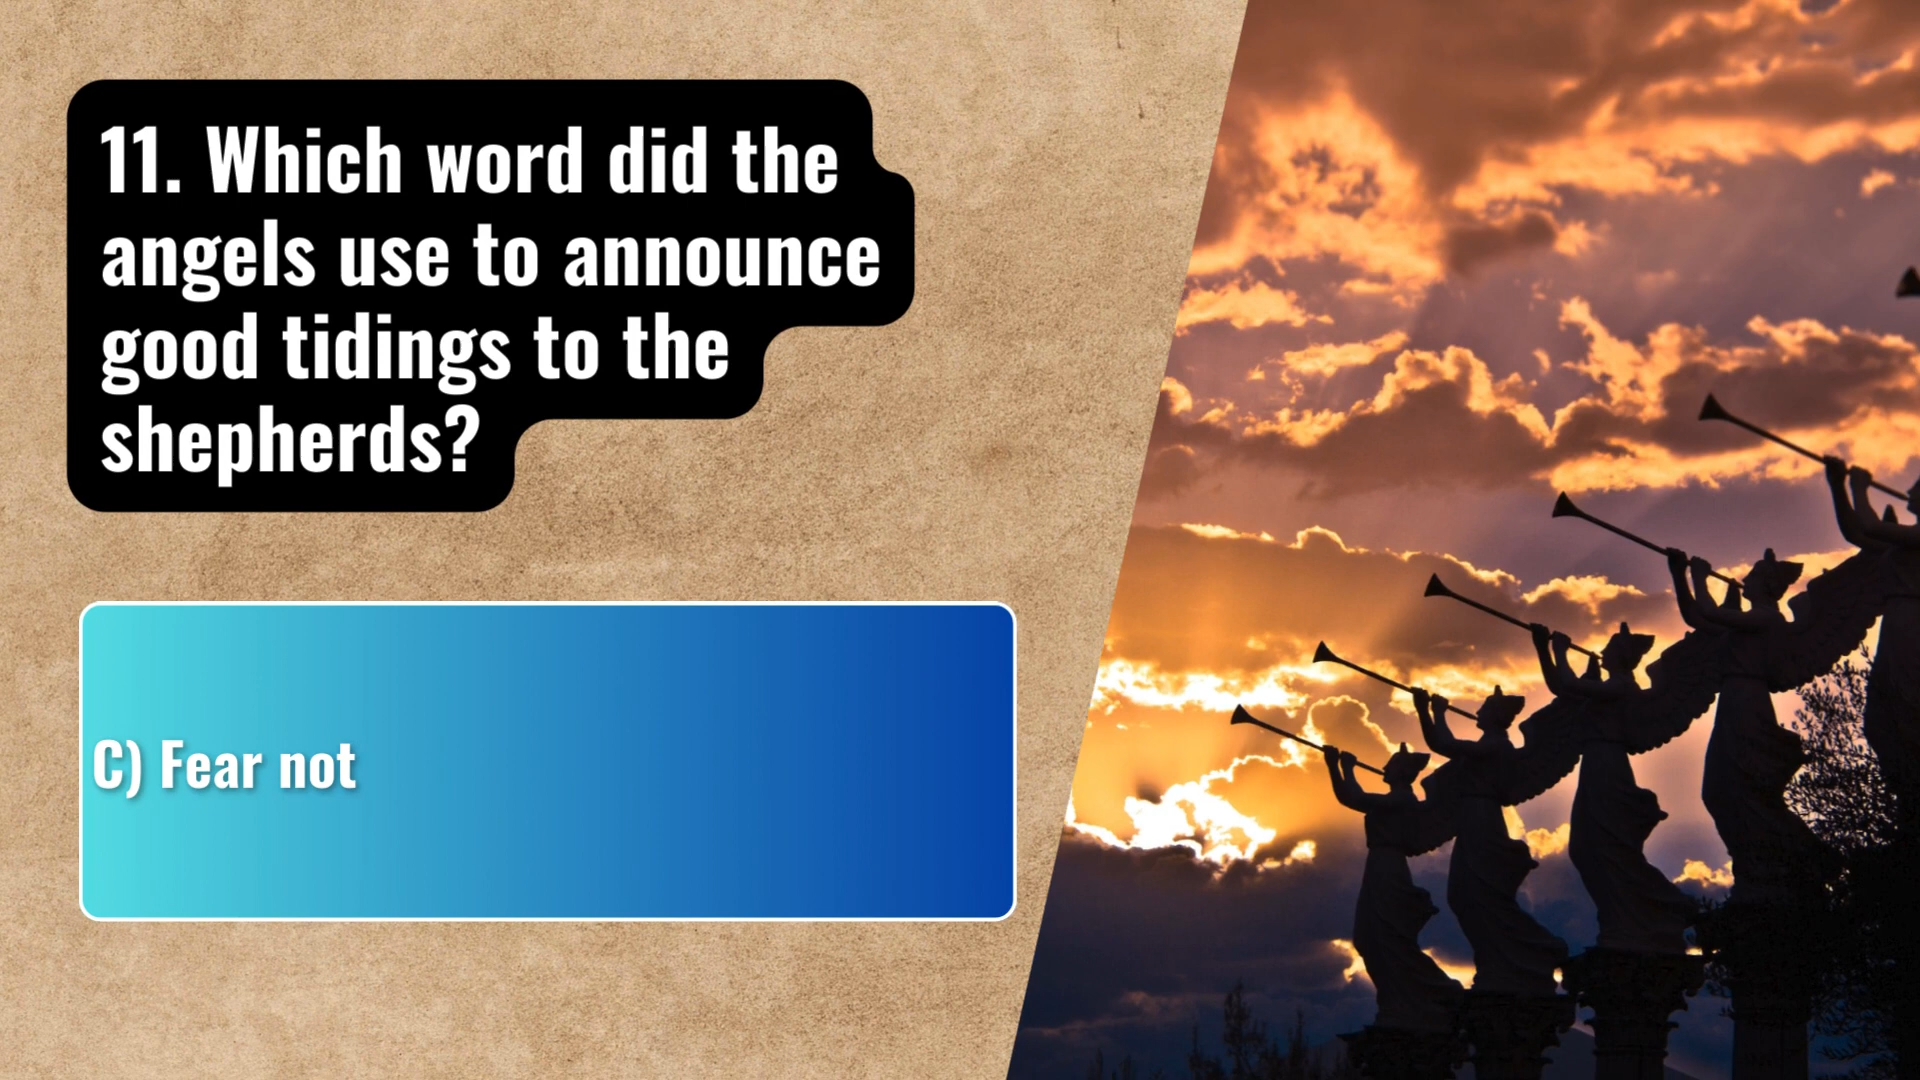 11. Which word did the
angels use to announce
good tidings to the
shepherds?
C) Fear not